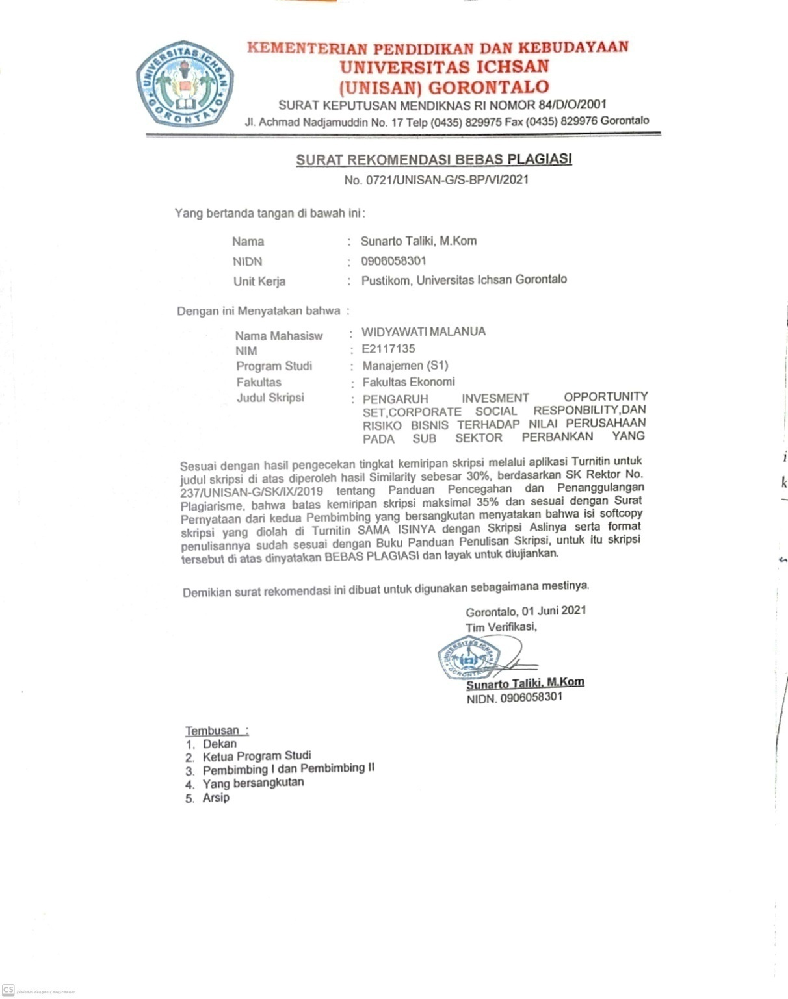 UNIVERSITAS ICHSAN
GORONTALO
KEMENTERIAN PENDIDIKAN DAN KEBUDAYAAN
UNIVERSITAS ICHSAN
(UNISAN) GORONTALO
SURAT KEPUTUSAN MENDIKNAS RI NOMOR 84/D/O/2001
Jl. Achmad Nadjamuddin No. 17 Telp (0435) 829975 Fax (0435) 829976 Gorontalo
SURAT REKOMENDASI BEBAS PLAGIASI
No. 0721/UNISAN-G/S-BP/VI/2021
Yang bertanda tangan di bawah ini :
Nama : Sunarto Taliki, M.Kom
NIDN : 0906058301
Unit Kerja : Pustikom, Universitas Ichsan Gorontalo
Dengan ini Menyatakan bahwa :
Nama Mahasisw : WIDYAWATI MALANUA
NIM : E2117135
Program Studi : Manajemen (S1)
Fakultas : Fakultas Ekonomi
Judul Skripsi : PENGARUH INVESMENT OPPORTUNITY
SET,CORPORATE SOCIAL RESPONBILITY,DAN
RISIKO BISNIS TERHADAP NILAI PERUSAHAAN
PADA SUB SEKTOR PERBANKAN YANG
Sesuai dengan hasil pengecekan tingkat kemiripan skripsi melalui aplikasi Turnitin untuk
judul skripsi di atas diperoleh hasil Similarity sebesar 30%, berdasarkan SK Rektor No.
237/UNISAN-G/SK/IX/2019 tentang Panduan Pencegahan dan Penanggulangan
Plagiarisme, bahwa batas kemiripan skripsi maksimal 35% dan sesuai dengan Surat
Pernyataan dari kedua Pembimbing yang bersangkutan menyatakan bahwa isi softcopy
skripsi yang diolah di Turnitin SAMA ISINYA dengan Skripsi Aslinya serta format
penulisannya sudah sesuai dengan Buku Panduan Penulisan Skripsi, untuk itu skripsi
tersebut di atas dinyatakan BEBAS PLAGIASI dan layak untuk diujiankan.
Demikian surat rekomendasi ini dibuat untuk digunakan sebagaimana mestinya.
Gorontalo, 01 Juni 2021
Tim Verifikasi,
UNIVERSITAS ICHSAN
GORONTALO
Sunarto Taliki, M.Kom
NIDN. 0906058301
Tembusan :
1. Dekan
2. Ketua Program Studi
3. Pembimbing I dan Pembimbing II
4. Yang bersangkutan
5. Arsip
CS Dipindai dengan CamScanner